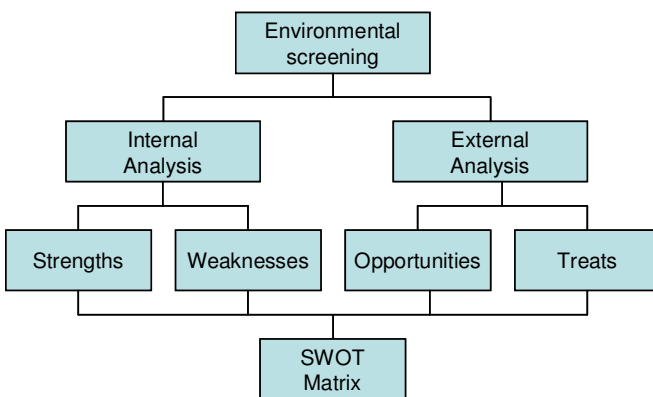 Environmental
screening
Internal
Analysis
External
Analysis
Strengths
Weaknesses
Opportunities
Treats
SWOT
Matrix